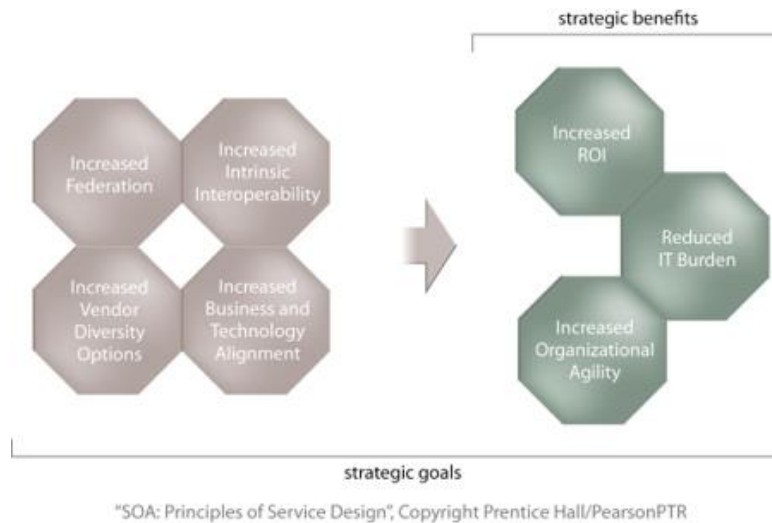 strategic benefits
Increased
Federation
Increased
Intrinsic
Interoperability
Increased
Vendor
Diversity
Options
Increased
Business and
Technology
Alignment
Increased
ROI
Reduced
IT Burden
Increased
Organizational
Agility
strategic goals
"SOA: Principles of Service Design", Copyright Prentice Hall/PearsonPTR